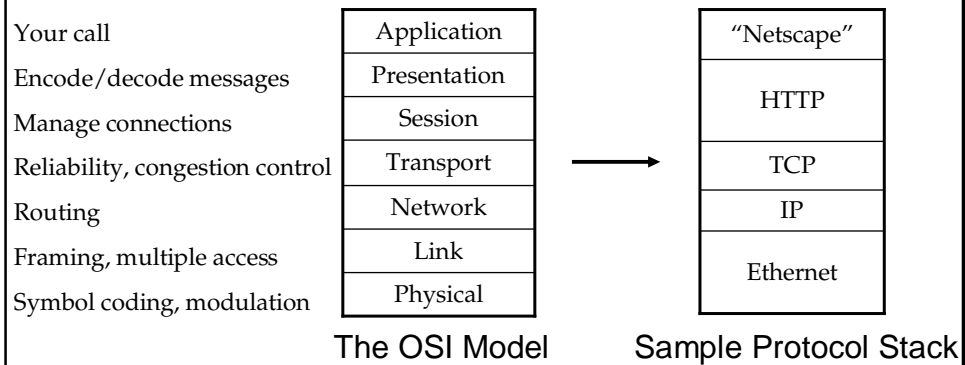 Your call
Application
“Netscape”
Encode/decode messages
Presentation
HTTP
Manage connections
Session
Reliability, congestion control
Transport
TCP
Routing
Network
IP
Framing, multiple access
Link
Ethernet
Symbol coding, modulation
Physical
The OSI Model
Sample Protocol Stack